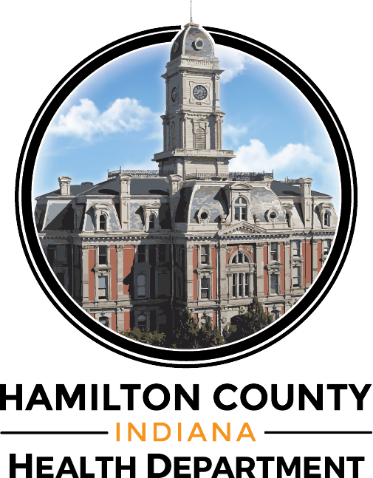 HAMILTON COUNTY
INDIANA
HEALTH DEPARTMENT